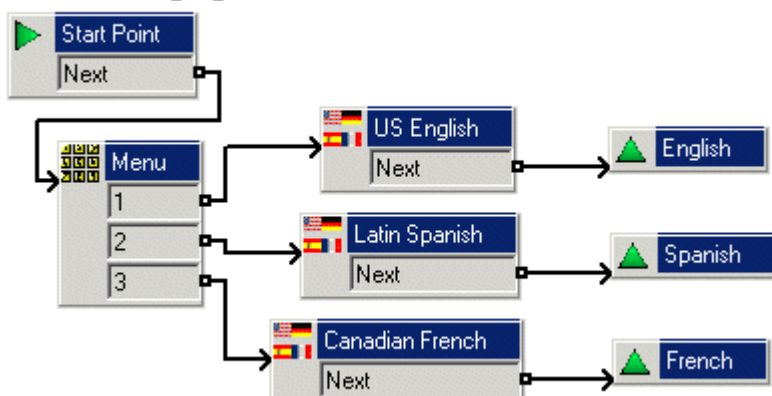 Start Point
Next
Menu
1
2
3
US English
Next
English
Latin Spanish
Next
Spanish
Canadian French
Next
French